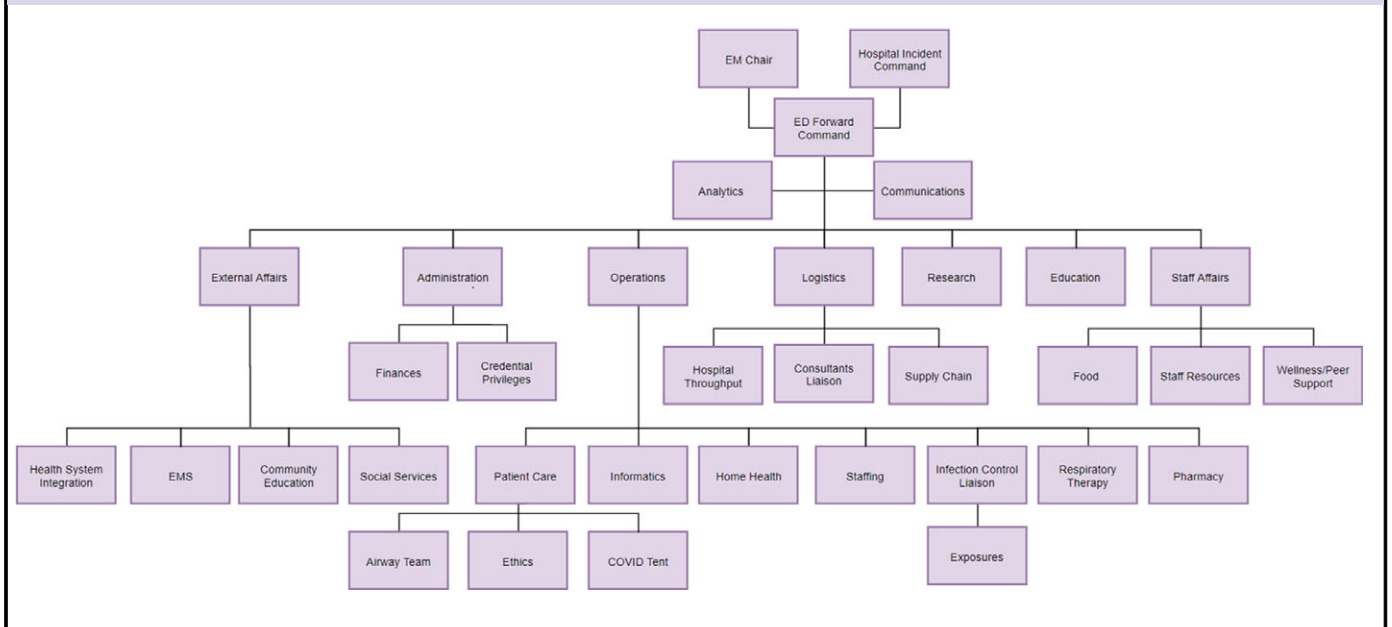 EM Chair
Hospital Incident
Command
ED Forward
Command
Analytics
Communications
External Affairs
Administration
Operations
Logistics
Research
Education
Staff Affairs
Finances
Credential
Privileges
Hospital
Throughput
Consultants
Liaison
Supply Chain
Food
Staff Resources
Wellness/Peer
Support
Health System
Integration
EMS
Community
Education
Social Services
Patient Care
Informatics
Home Health
Staffing
Infection Control
Liaison
Respiratory
Therapy
Pharmacy
Airway Team
Ethics
COVID Tent
Exposures